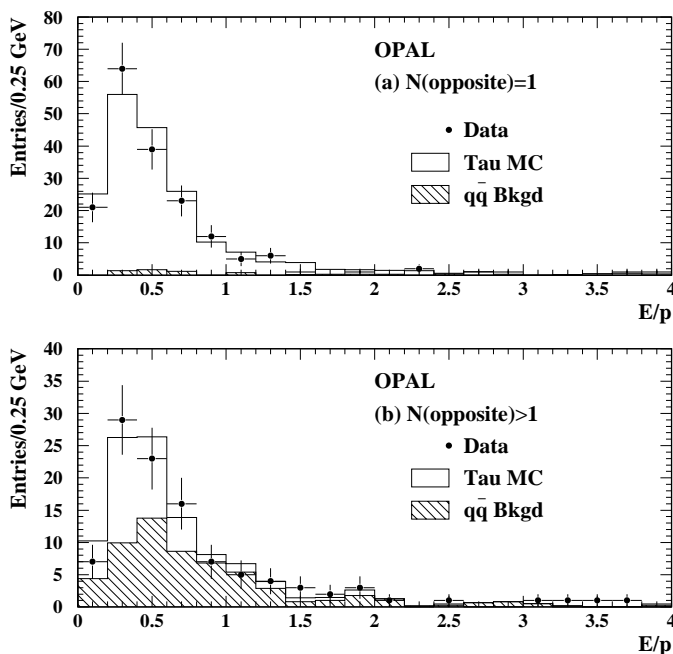 Entries/0.25 GeV
80
70
60
50
40
30
20
10
0
OPAL
(a) N(opposite)=1
Data
Tau MC
qq̄ Bkgd
0 0.5 1 1.5 2 2.5 3 3.5 4
E/p
Entries/0.25 GeV
40
35
30
25
20
15
10
5
0
OPAL
(b) N(opposite)>1
Data
Tau MC
qq̄ Bkgd
0 0.5 1 1.5 2 2.5 3 3.5 4
E/p